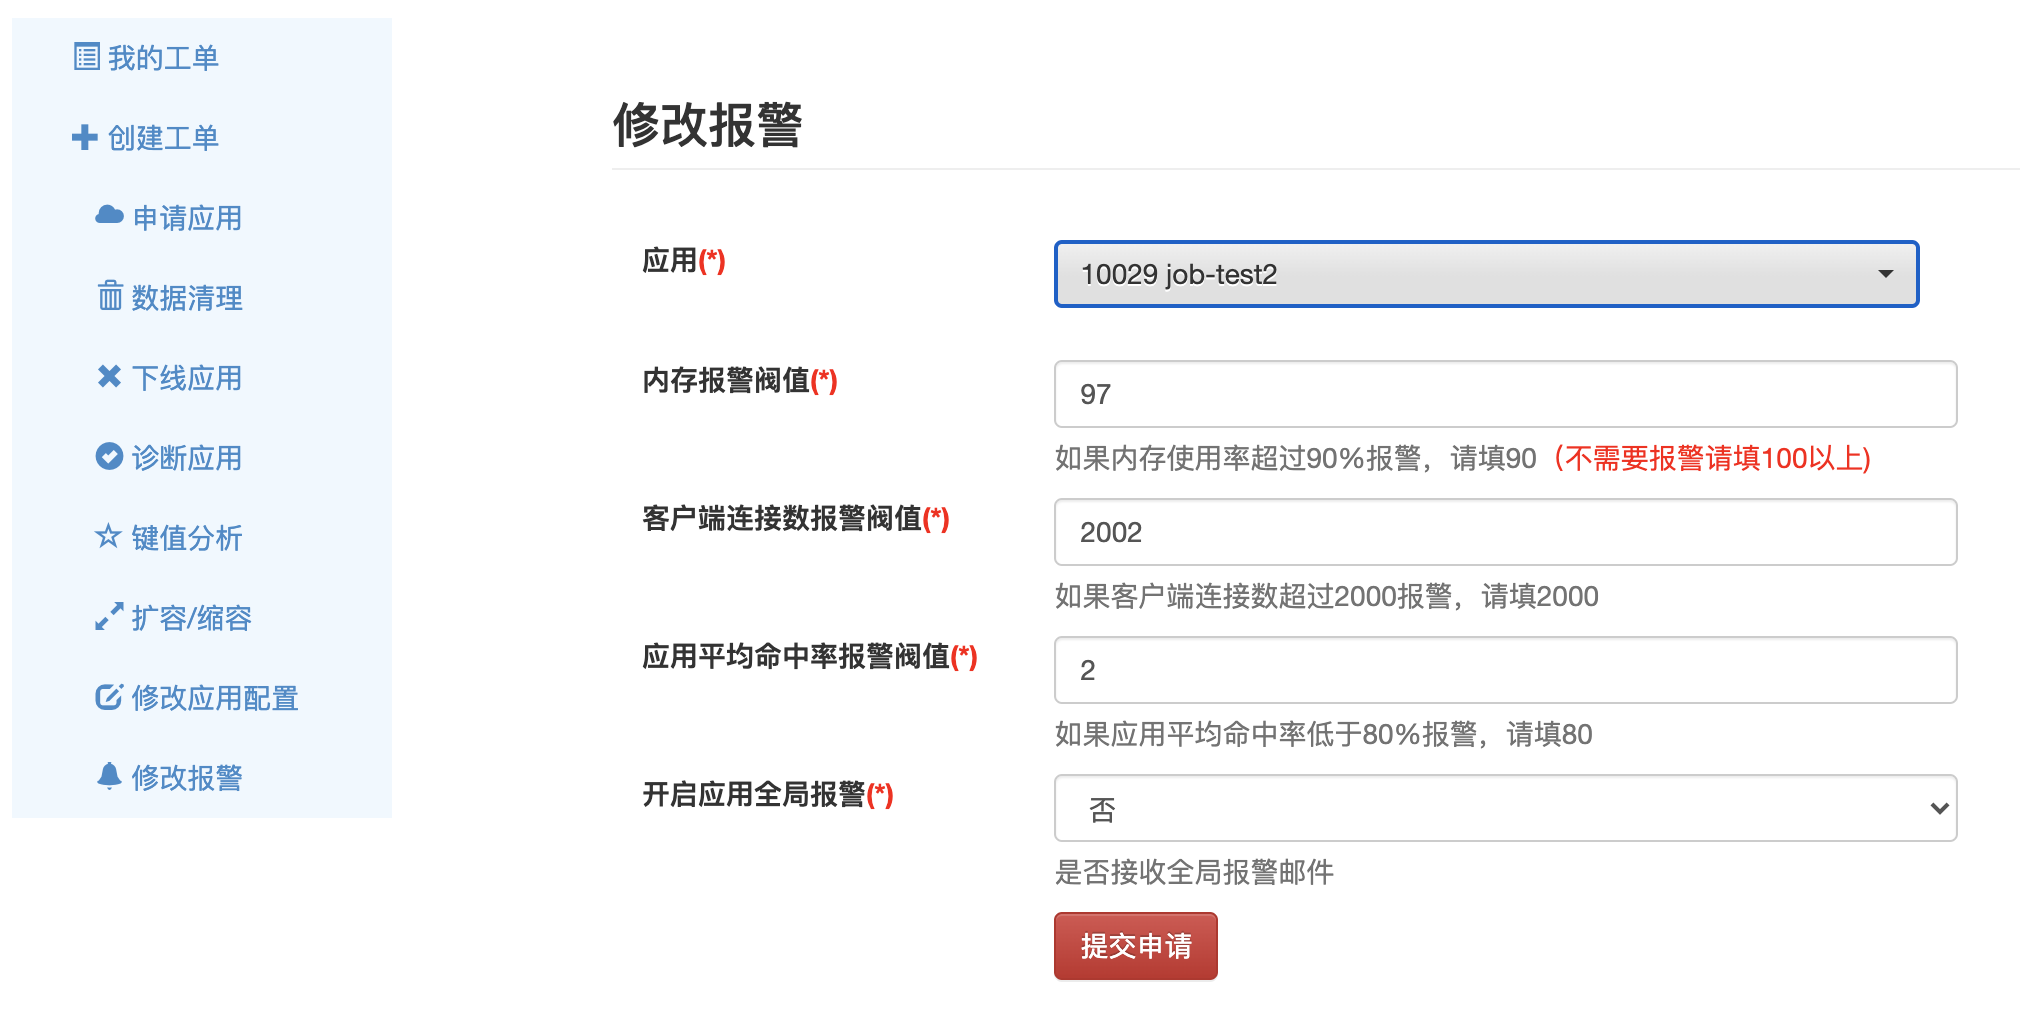 我的工单
创建工单
申请应用
数据清理
下线应用
诊断应用
键值分析
扩容/缩容
修改应用配置
修改报警
修改报警
应用(*)
10029 job-test2
内存报警阀值(*)
97
如果内存使用率超过90%报警，请填90（不需要报警请填100以上)
客户端连接数报警阀值(*)
2002
如果客户端连接数超过2000报警，请填2000
应用平均命中率报警阀值(*)
2
如果应用平均命中率低于80%报警，请填80
开启应用全局报警(*)
否
是否接收全局报警邮件
提交申请